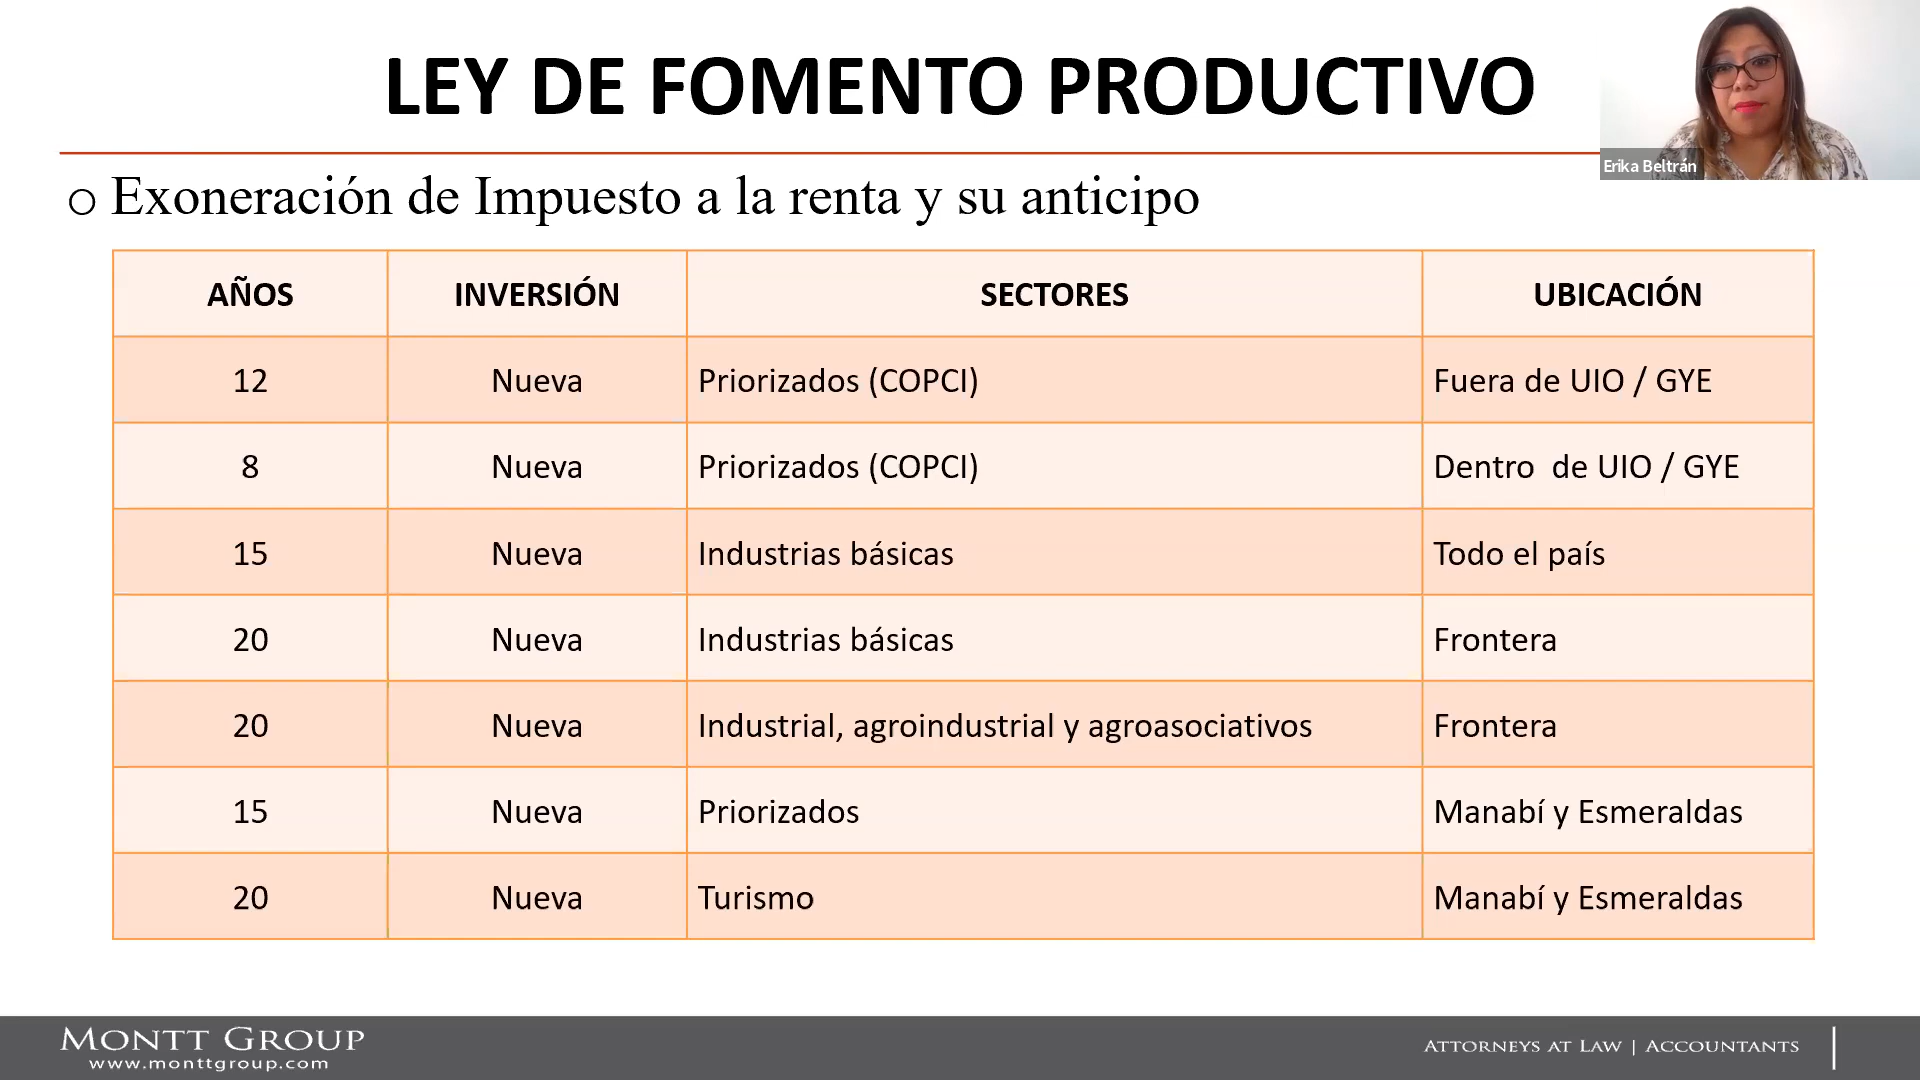 LEY DE FOMENTO PRODUCTIVO
Erika Beltrán
o Exoneración de Impuesto a la renta y su anticipo
AÑOS INVERSIÓN SECTORES UBICACIÓN
12 Nueva Priorizados (COPCI) Fuera de UIO / GYE
8 Nueva Priorizados (COPCI) Dentro de UIO / GYE
15 Nueva Industrias básicas Todo el país
20 Nueva Industrias básicas Frontera
20 Nueva Industrial, agroindustrial y agroasociativos Frontera
15 Nueva Priorizados Manabí y Esmeraldas
20 Nueva Turismo Manabí y Esmeraldas
MONTT GROUP
www.monttgroup.com
ATTORNEYS AT LAW | ACCOUNTANTS